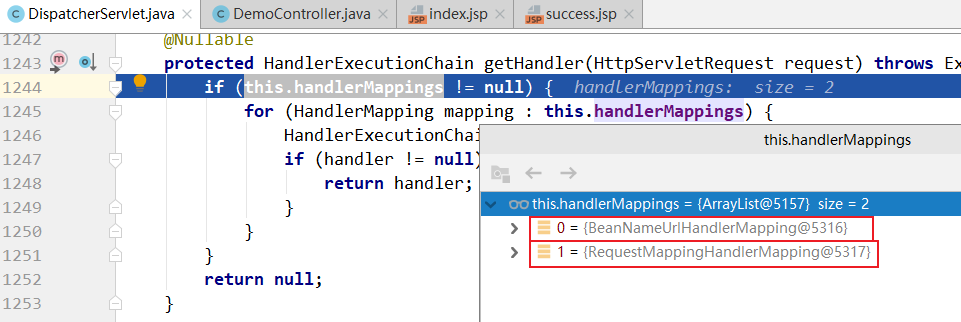 DispatcherServlet.java DemoController.java index.jsp success.jsp
1242 @Nullable
1243 protected HandlerExecutionChain getHandler(HttpServletRequest request) throws Ex
1244 if (this.handlerMappings != null) { handlerMappings: size = 2
1245 for (HandlerMapping mapping : this.handlerMappings) {
1246 HandlerExecutionChai
1247 if (handler != null)
1248 return handler;
1249 }
1250 }
1251 }
1252 return null;
1253 }
this.handlerMappings
this.handlerMappings = {ArrayList@5157} size = 2
0 = {BeanNameUrlHandlerMapping@5316}
1 = {RequestMappingHandlerMapping@5317}